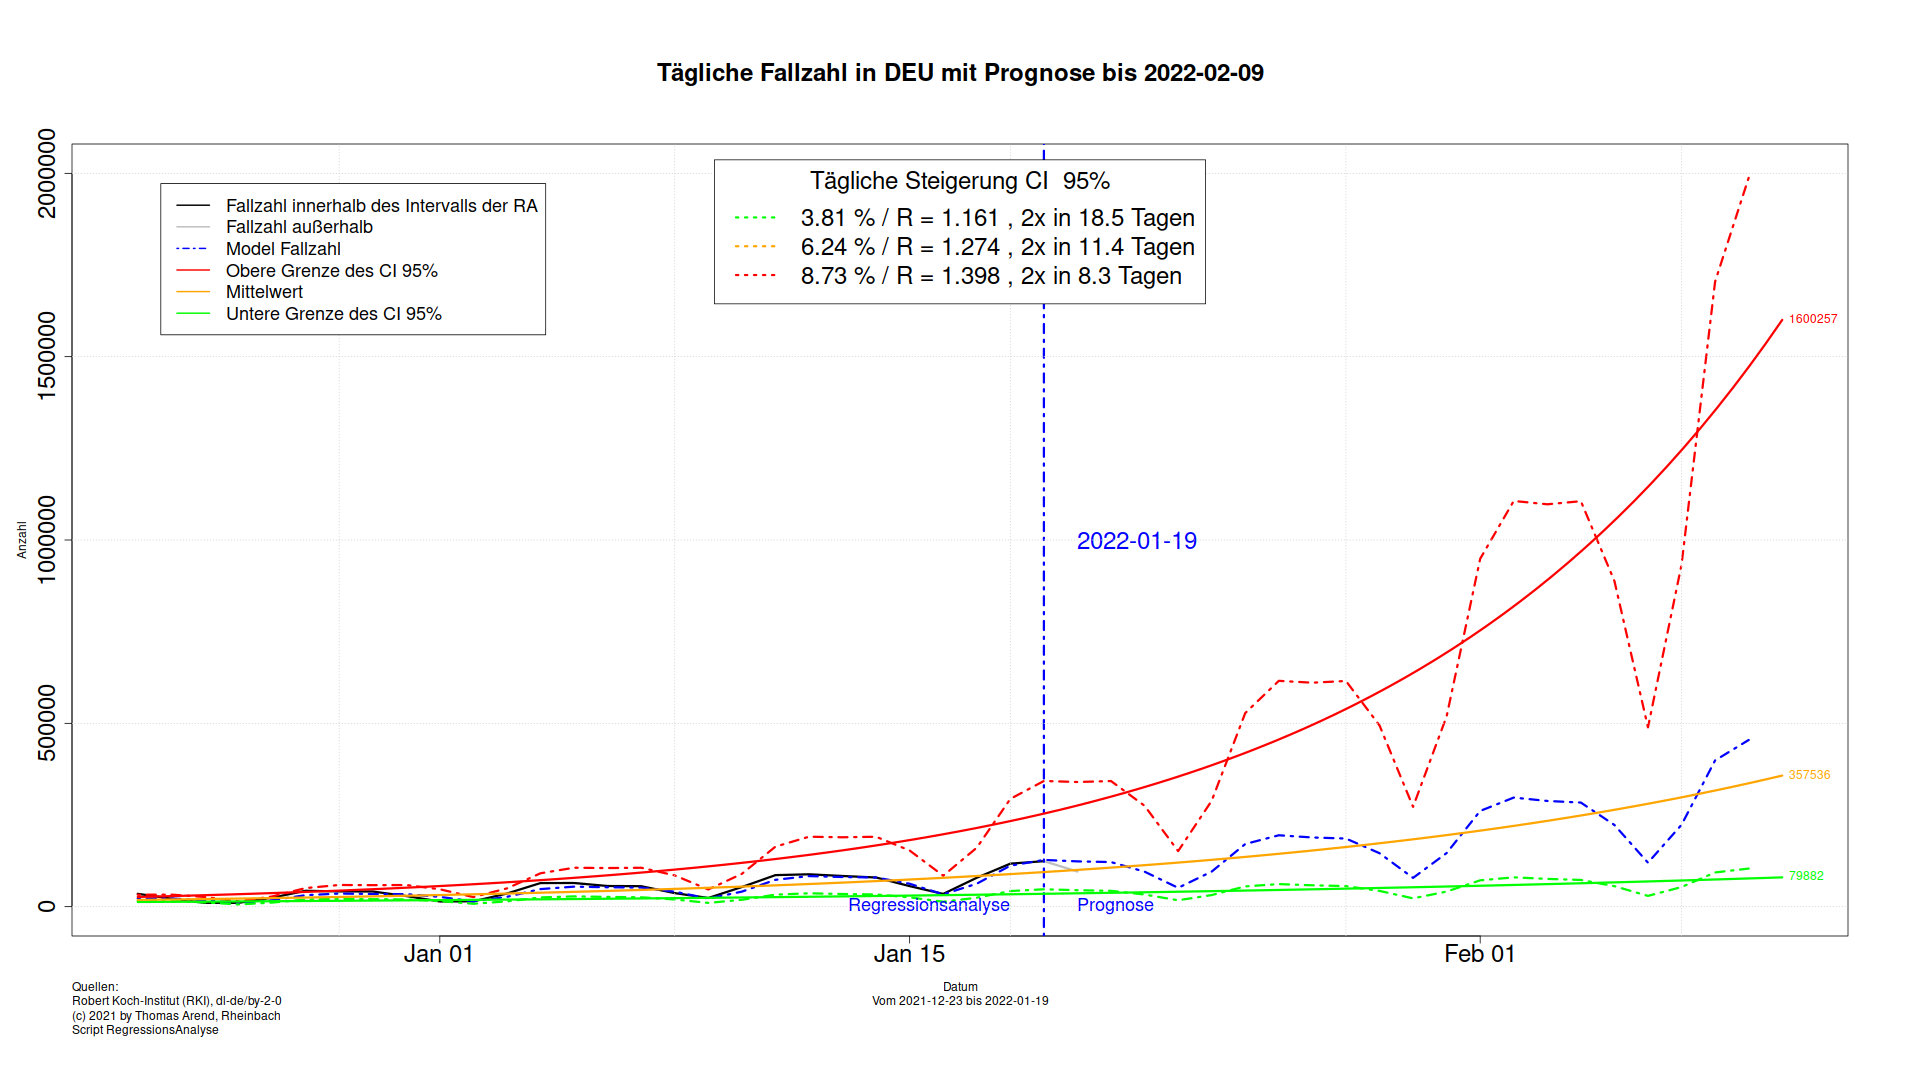 Tägliche Fallzahl in DEU mit Prognose bis 2022-02-09
Anzahl
2000000
1500000
1000000
500000
0
Fallzahl innerhalb des Intervalls der RA
Fallzahl außerhalb
Model Fallzahl
Obere Grenze des CI 95%
Mittelwert
Untere Grenze des CI 95%
Tägliche Steigerung CI  95%
3.81 % / R = 1.161 , 2x in 18.5 Tagen
6.24 % / R = 1.274 , 2x in 11.4 Tagen
8.73 % / R = 1.398 , 2x in 8.3 Tagen
1600257
2022-01-19
357536
79882
Regressionsanalyse
Prognose
Jan 01
Jan 15
Feb 01
Datum
Vom 2021-12-23 bis 2022-01-19
Quellen:
Robert Koch-Institut (RKI), dl-de/by-2-0
(c) 2021 by Thomas Arend, Rheinbach
Script RegressionsAnalyse